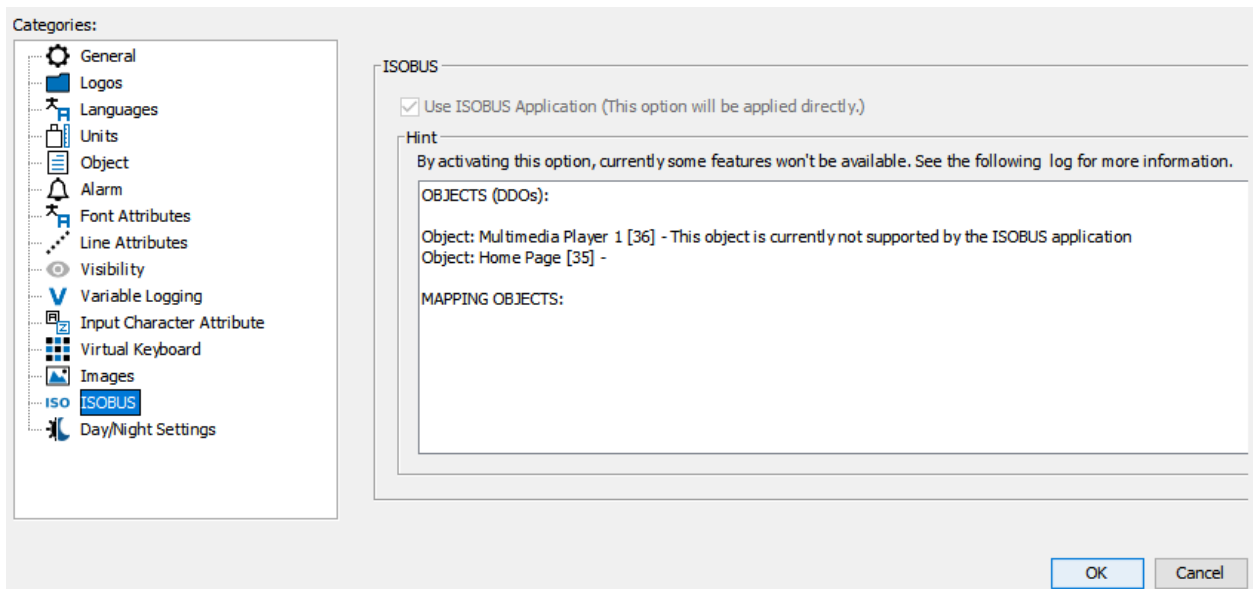 Categories:
General
Logos
Languages
Units
Object
Alarm
Font Attributes
Line Attributes
Visibility
Variable Logging
Input Character Attribute
Virtual Keyboard
Images
ISO ISOBUS
Day/Night Settings
ISOBUS
Use ISOBUS Application (This option will be applied directly.)
Hint
By activating this option, currently some features won't be available. See the following log for more information.
OBJECTS (DDOs):
Object: Multimedia Player 1 [36] - This object is currently not supported by the ISOBUS application
Object: Home Page [35] -
MAPPING OBJECTS:
OK
Cancel